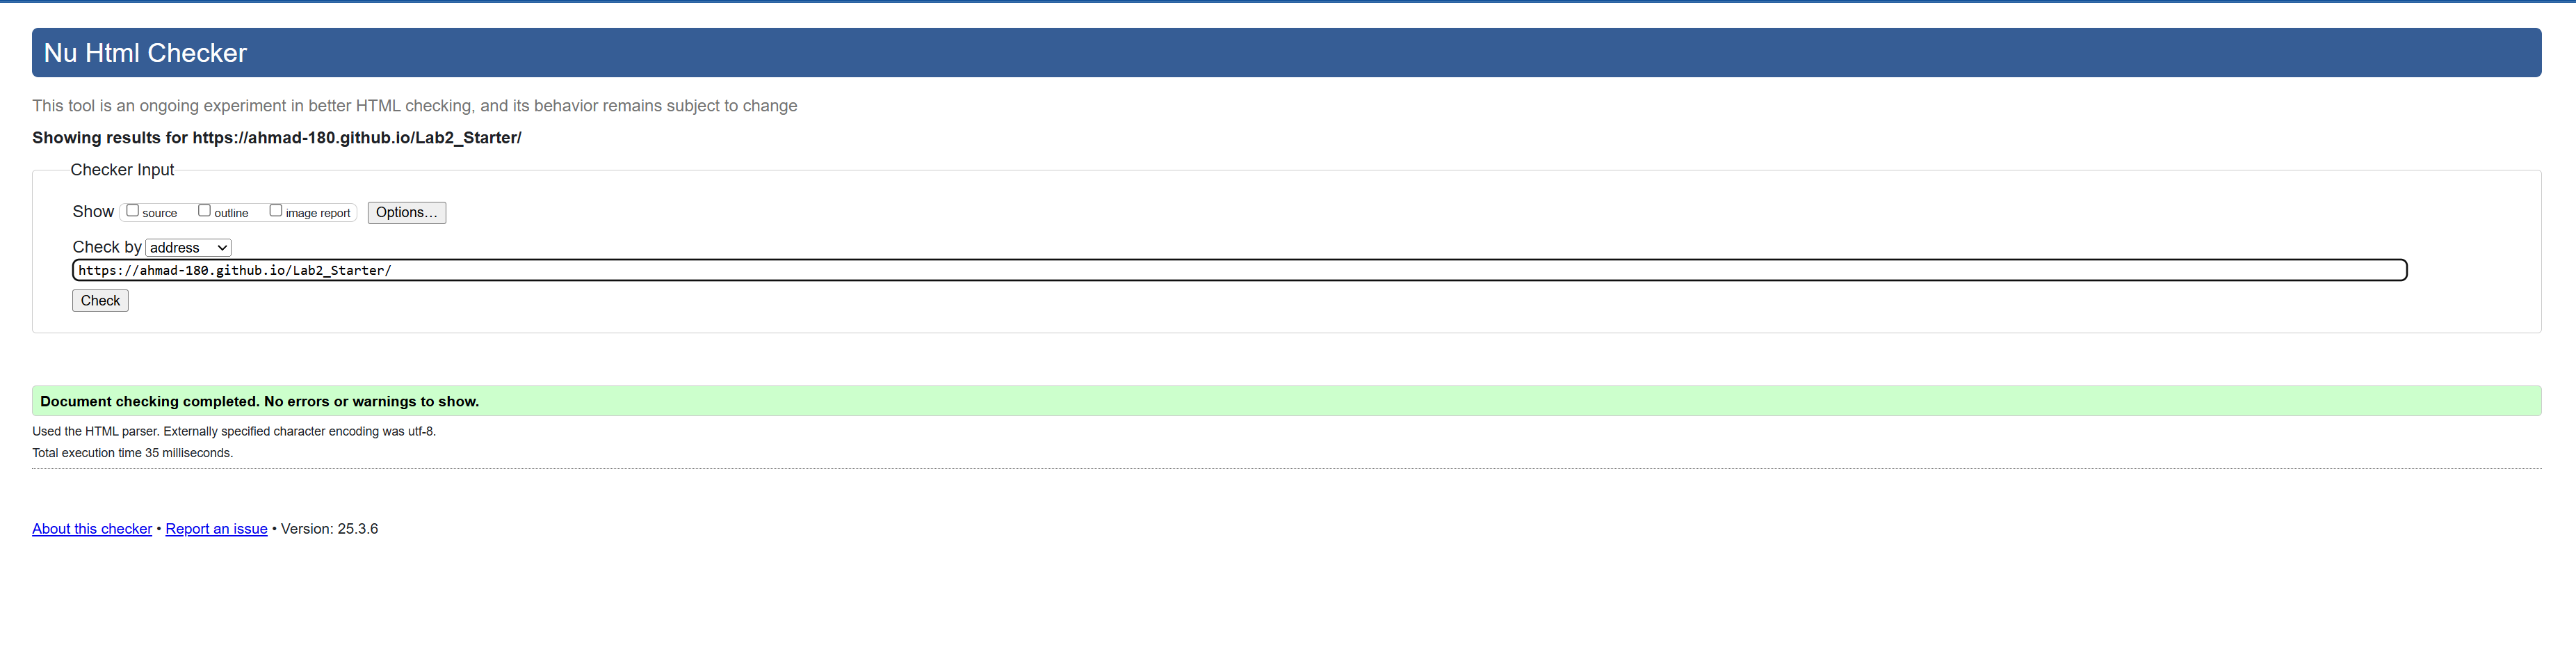 Nu Html Checker
This tool is an ongoing experiment in better HTML checking, and its behavior remains subject to change
Showing results for https://ahmad-180.github.io/Lab2_Starter/
Checker Input
Show source outline image report Options...
Check by address
https://ahmad-180.github.io/Lab2_Starter/
Check
Document checking completed. No errors or warnings to show.
Used the HTML parser. Externally specified character encoding was utf-8.
Total execution time 35 milliseconds.
About this checker • Report an issue • Version: 25.3.6